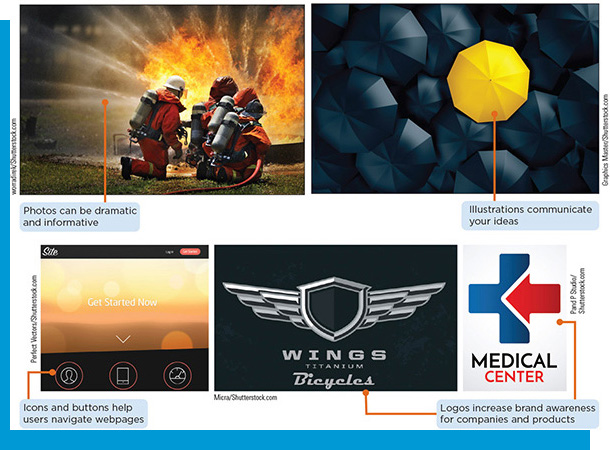 wonradmik/Shutterstock.com
Graphics Master/Shutterstock.com
Photos can be dramatic
and informative
Illustrations communicate
your ideas
Perfect Vectors/Shutterstock.com
Site
Log In
Get Started
Get Started Now
WINGS
TITANIUM
Bicycles
Micra/Shutterstock.com
MEDICAL
CENTER
Pand P Studio/
Shutterstock.com
Icons and buttons help
users navigate webpages
Logos increase brand awareness
for companies and products